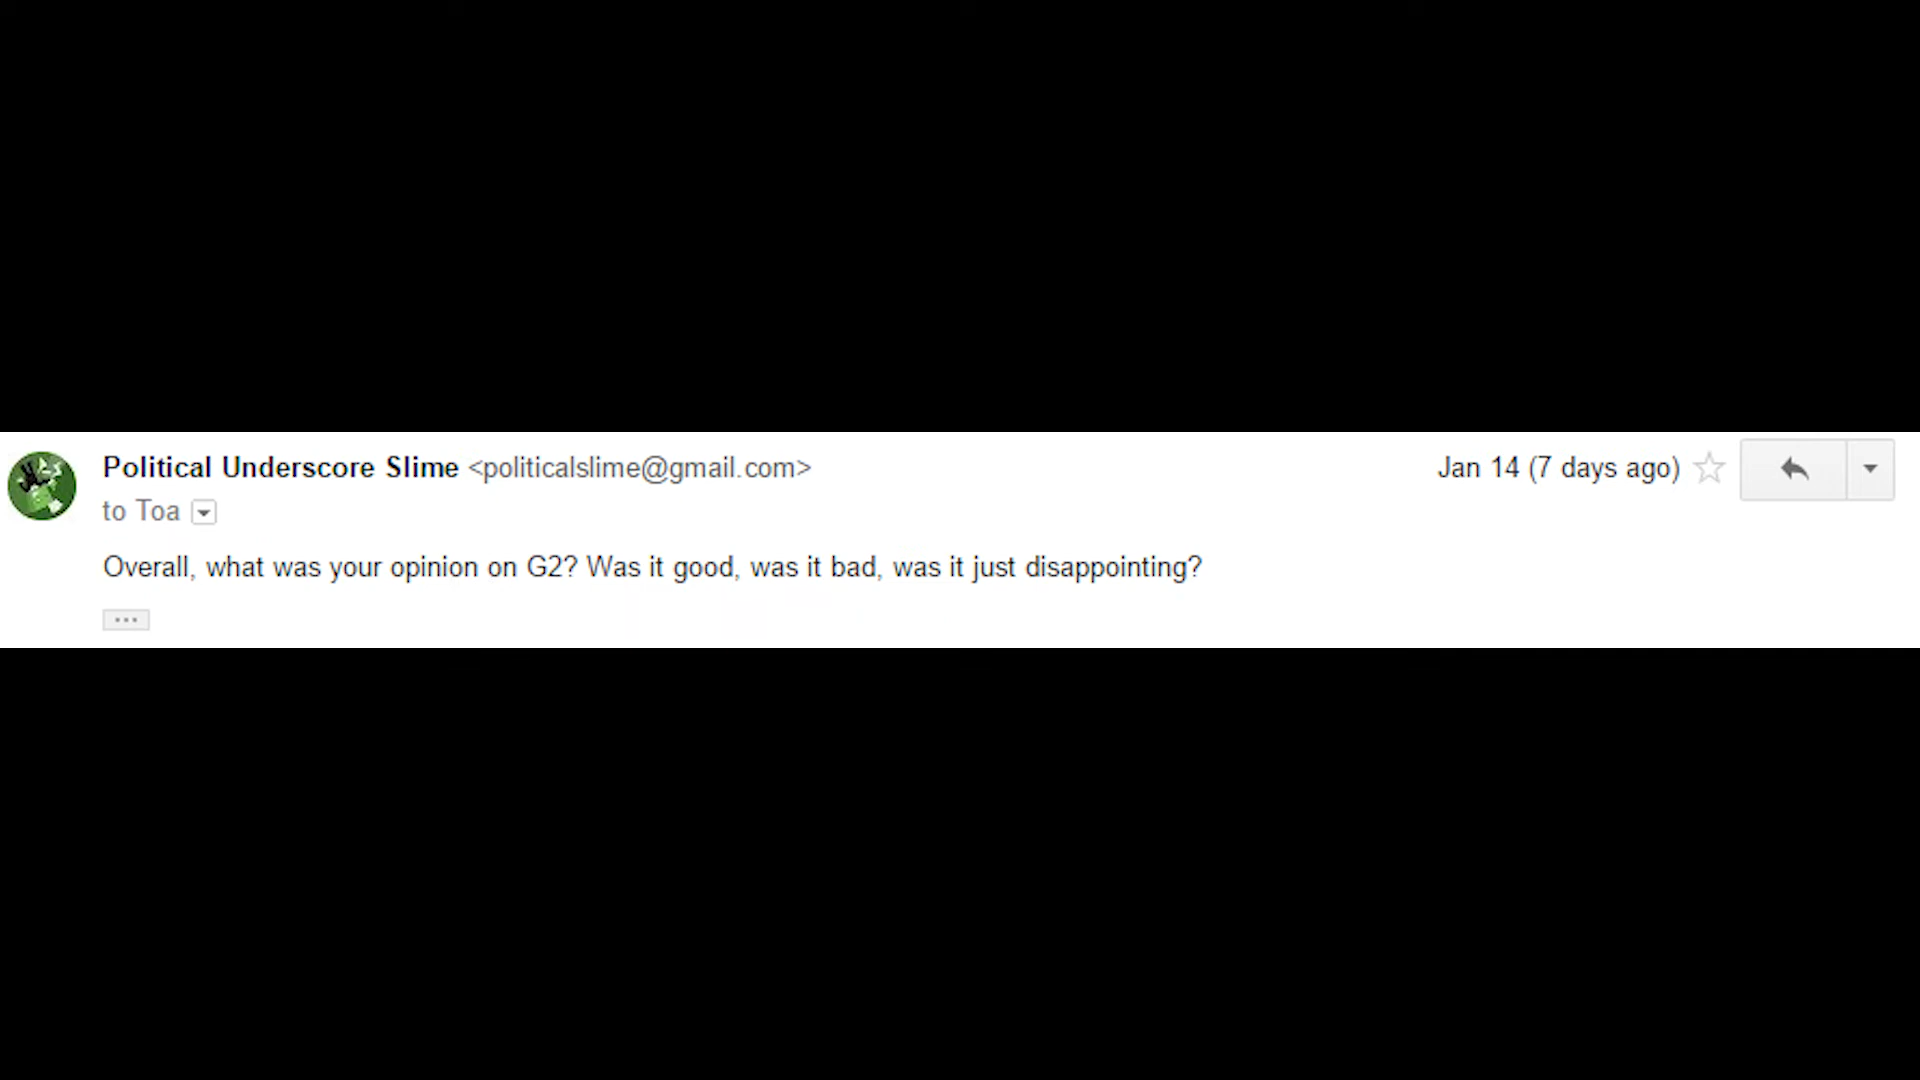 Political Underscore Slime <politicalslime@gmail.com> Jan 14 (7 days ago)
to Toa
Overall, what was your opinion on G2? Was it good, was it bad, was it just disappointing?